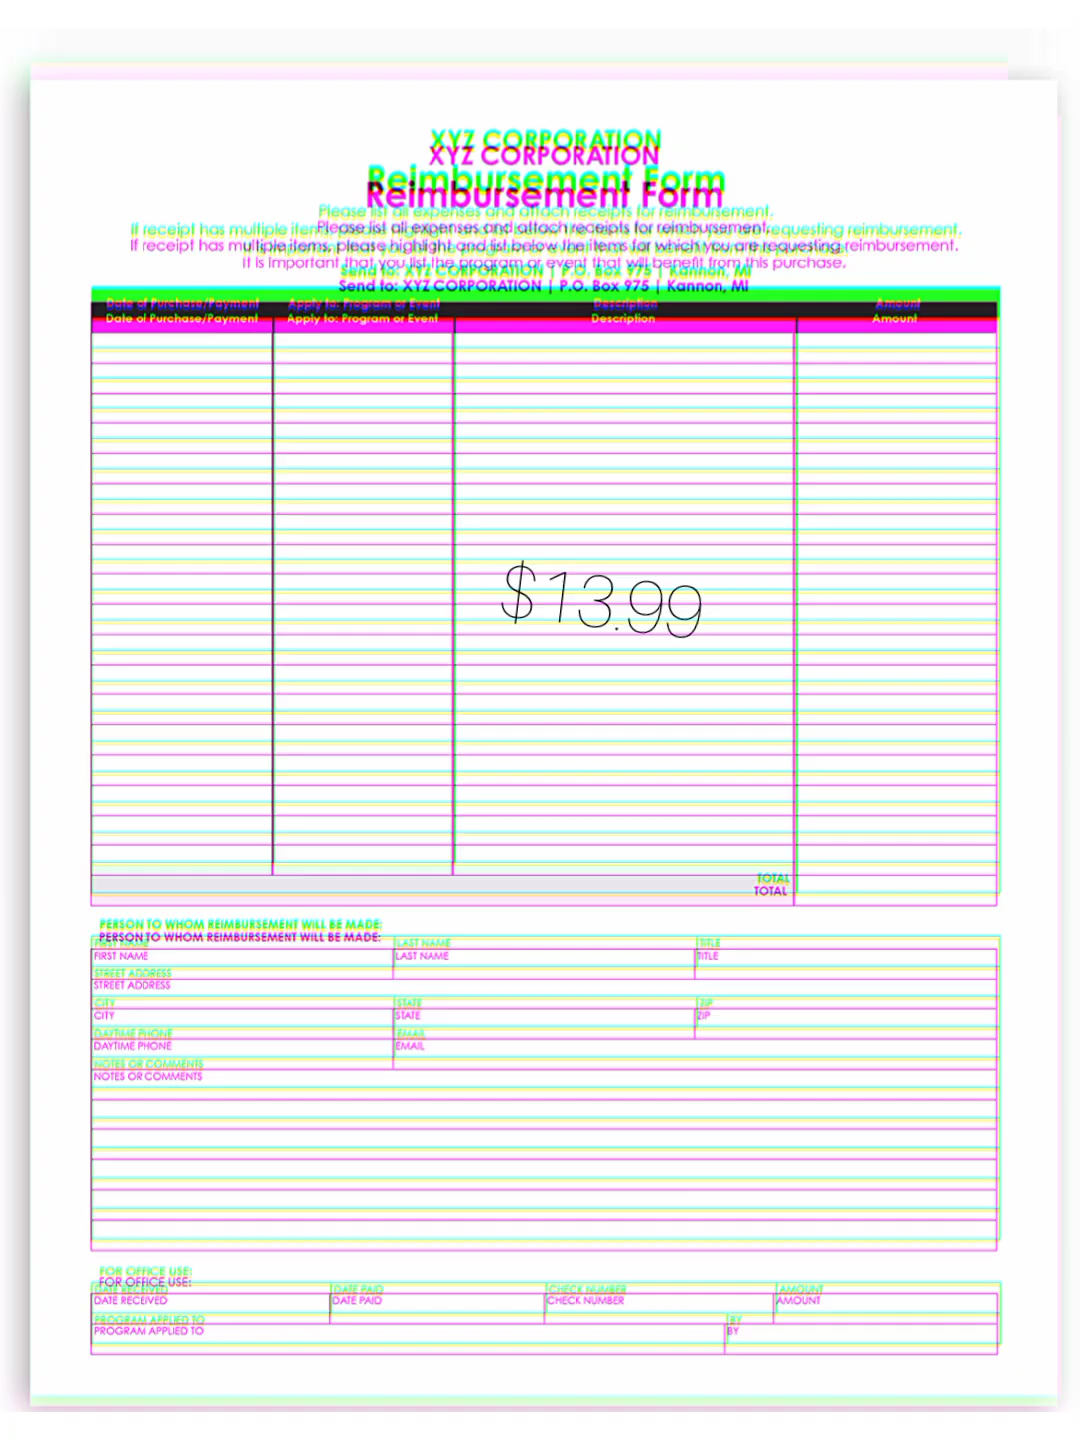 XYZ CORPORATION
Reimbursement Form
Please list all expenses and attach receipts for reimbursement.
If receipt has multiple items, please highlight and list below the items for which you are requesting reimbursement.
It is Important that you list the program or event that will benefit from this purchase.
Send to: XYZ CORPORATION | P.O. Box 975 | Kannon, MI
Date of Purchase/Payment Apply to: Program or Event Description Amount
$13.99
TOTAL
PERSON TO WHOM REIMBURSEMENT WILL BE MADE:
FIRST NAME LAST NAME TITLE
STREET ADDRESS
CITY STATE ZIP
DAYTIME PHONE EMAIL
NOTES OR COMMENTS
FOR OFFICE USE:
DATE RECEIVED DATE PAID CHECK NUMBER AMOUNT
PROGRAM APPLIED TO BY